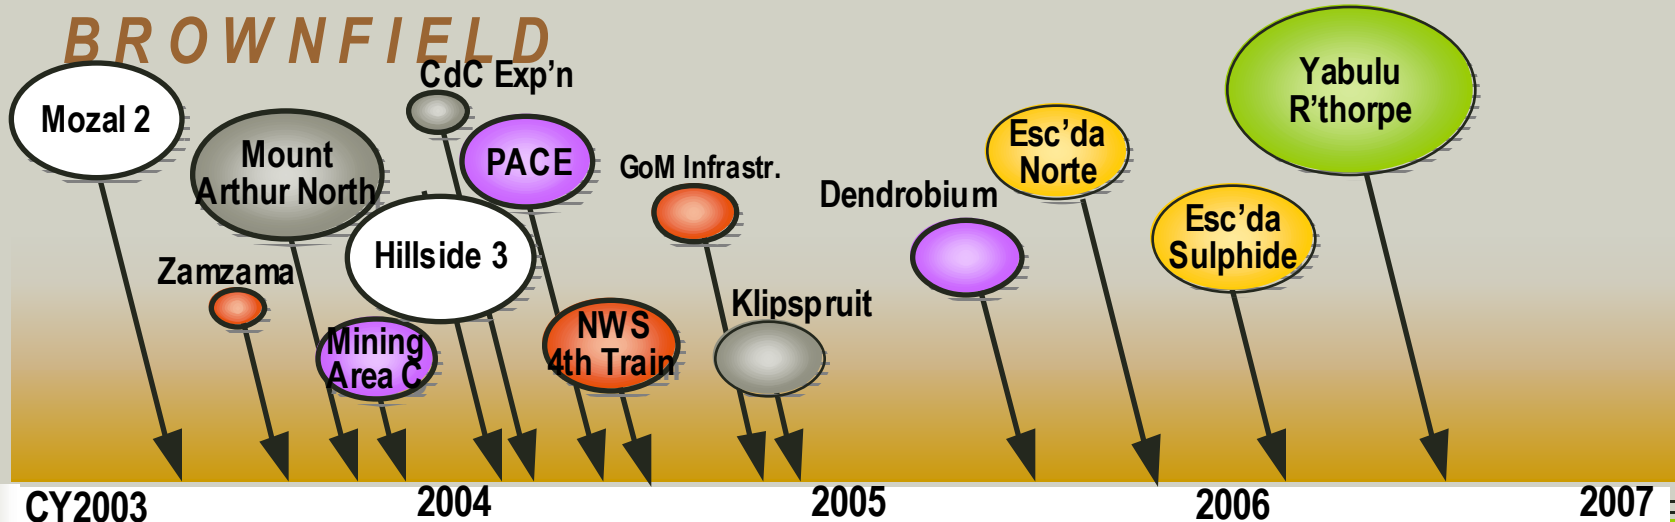 BROWNFIELD
CdC Exp’n
Mozal 2
PACE
Mount
Arthur North
GoM Infrastr.
Esc’da
Norte
Yabulu
R’thorpe
Dendrobium
Hillside 3
Esc’da
Sulphide
Zamzama
Klipspruit
Mining
Area C
NWS
4th Train
CY2003
2004
2005
2006
2007